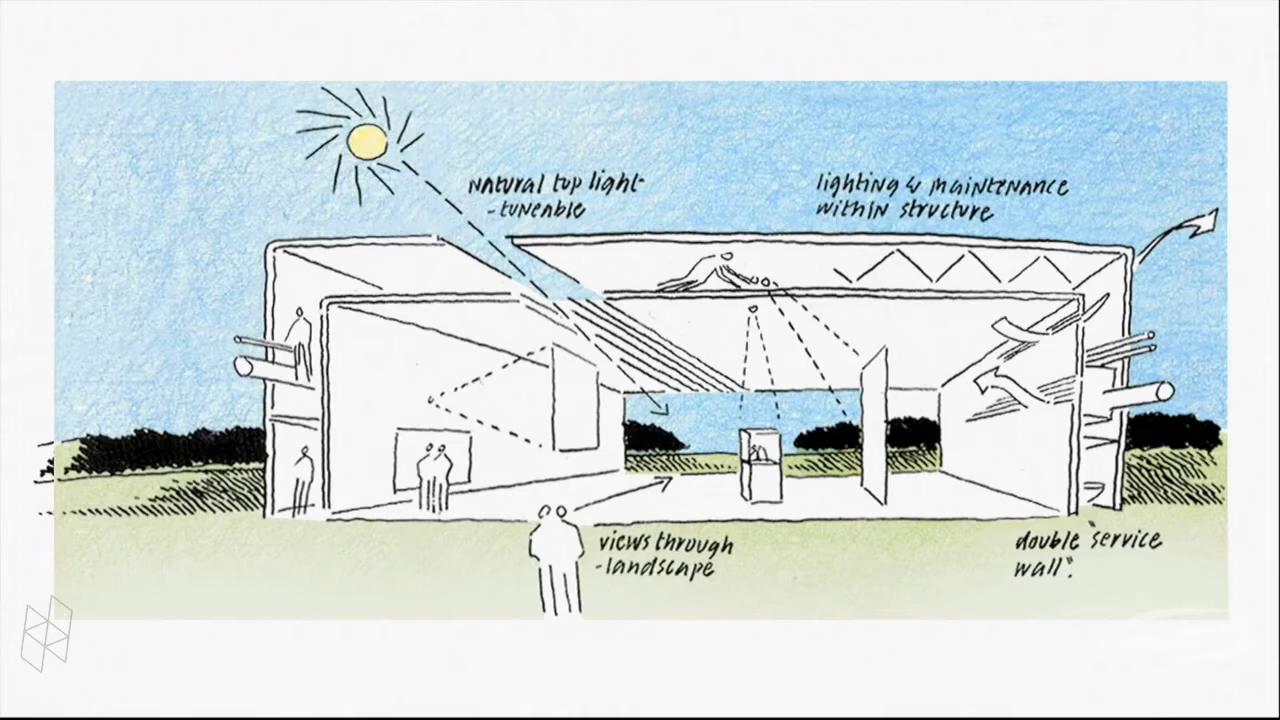 natural top light
-tuneable
lighting & maintenance
within structure
views through
-landscape
double "service
wall".